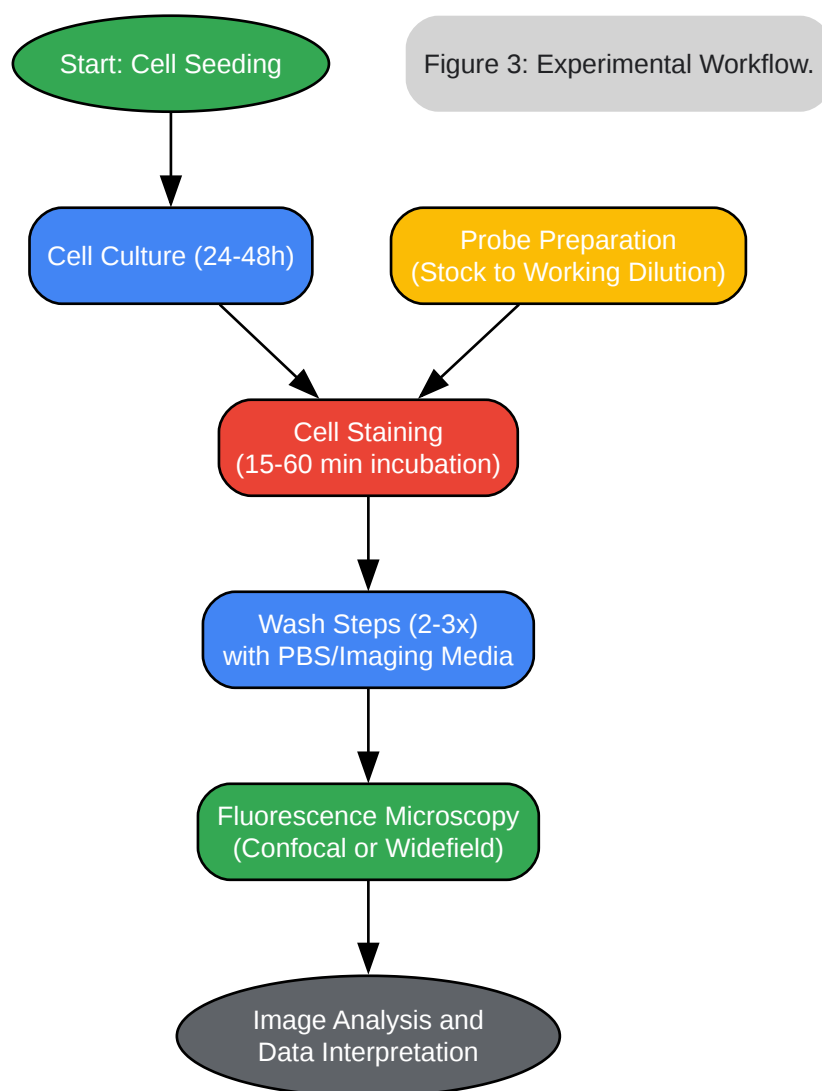 Start: Cell Seeding
Figure 3: Experimental Workflow.
Cell Culture (24-48h)
Probe Preparation
(Stock to Working Dilution)
Cell Staining
(15-60 min incubation)
Wash Steps (2-3x)
with PBS/Imaging Media
Fluorescence Microscopy
(Confocal or Widefield)
Image Analysis and
Data Interpretation